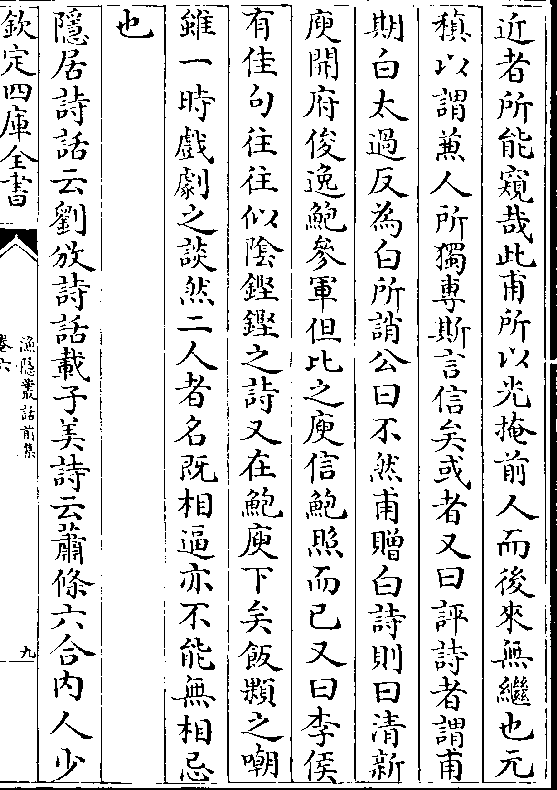 近者所能窺哉此甫所以光掩前人而後來無繼也元
稹以謂兼人所獨專斯言信矣或者又曰評詩者謂甫
期白太過反為白所誚公曰不然甫贈白詩則曰清新
庾開府俊逸鮑參軍但比之庾信鮑照而已又曰李侯
有佳句往往似陰鏗鏗之詩又在鮑庾下矣飯顆之嘲
雖一時戲劇之談然二人者名既相逼亦不能無相忌
也
隱居詩話云劉攽詩話載子美詩云蕭條六合内人少
欽定四庫全書
漁隱叢話前集
卷六
九